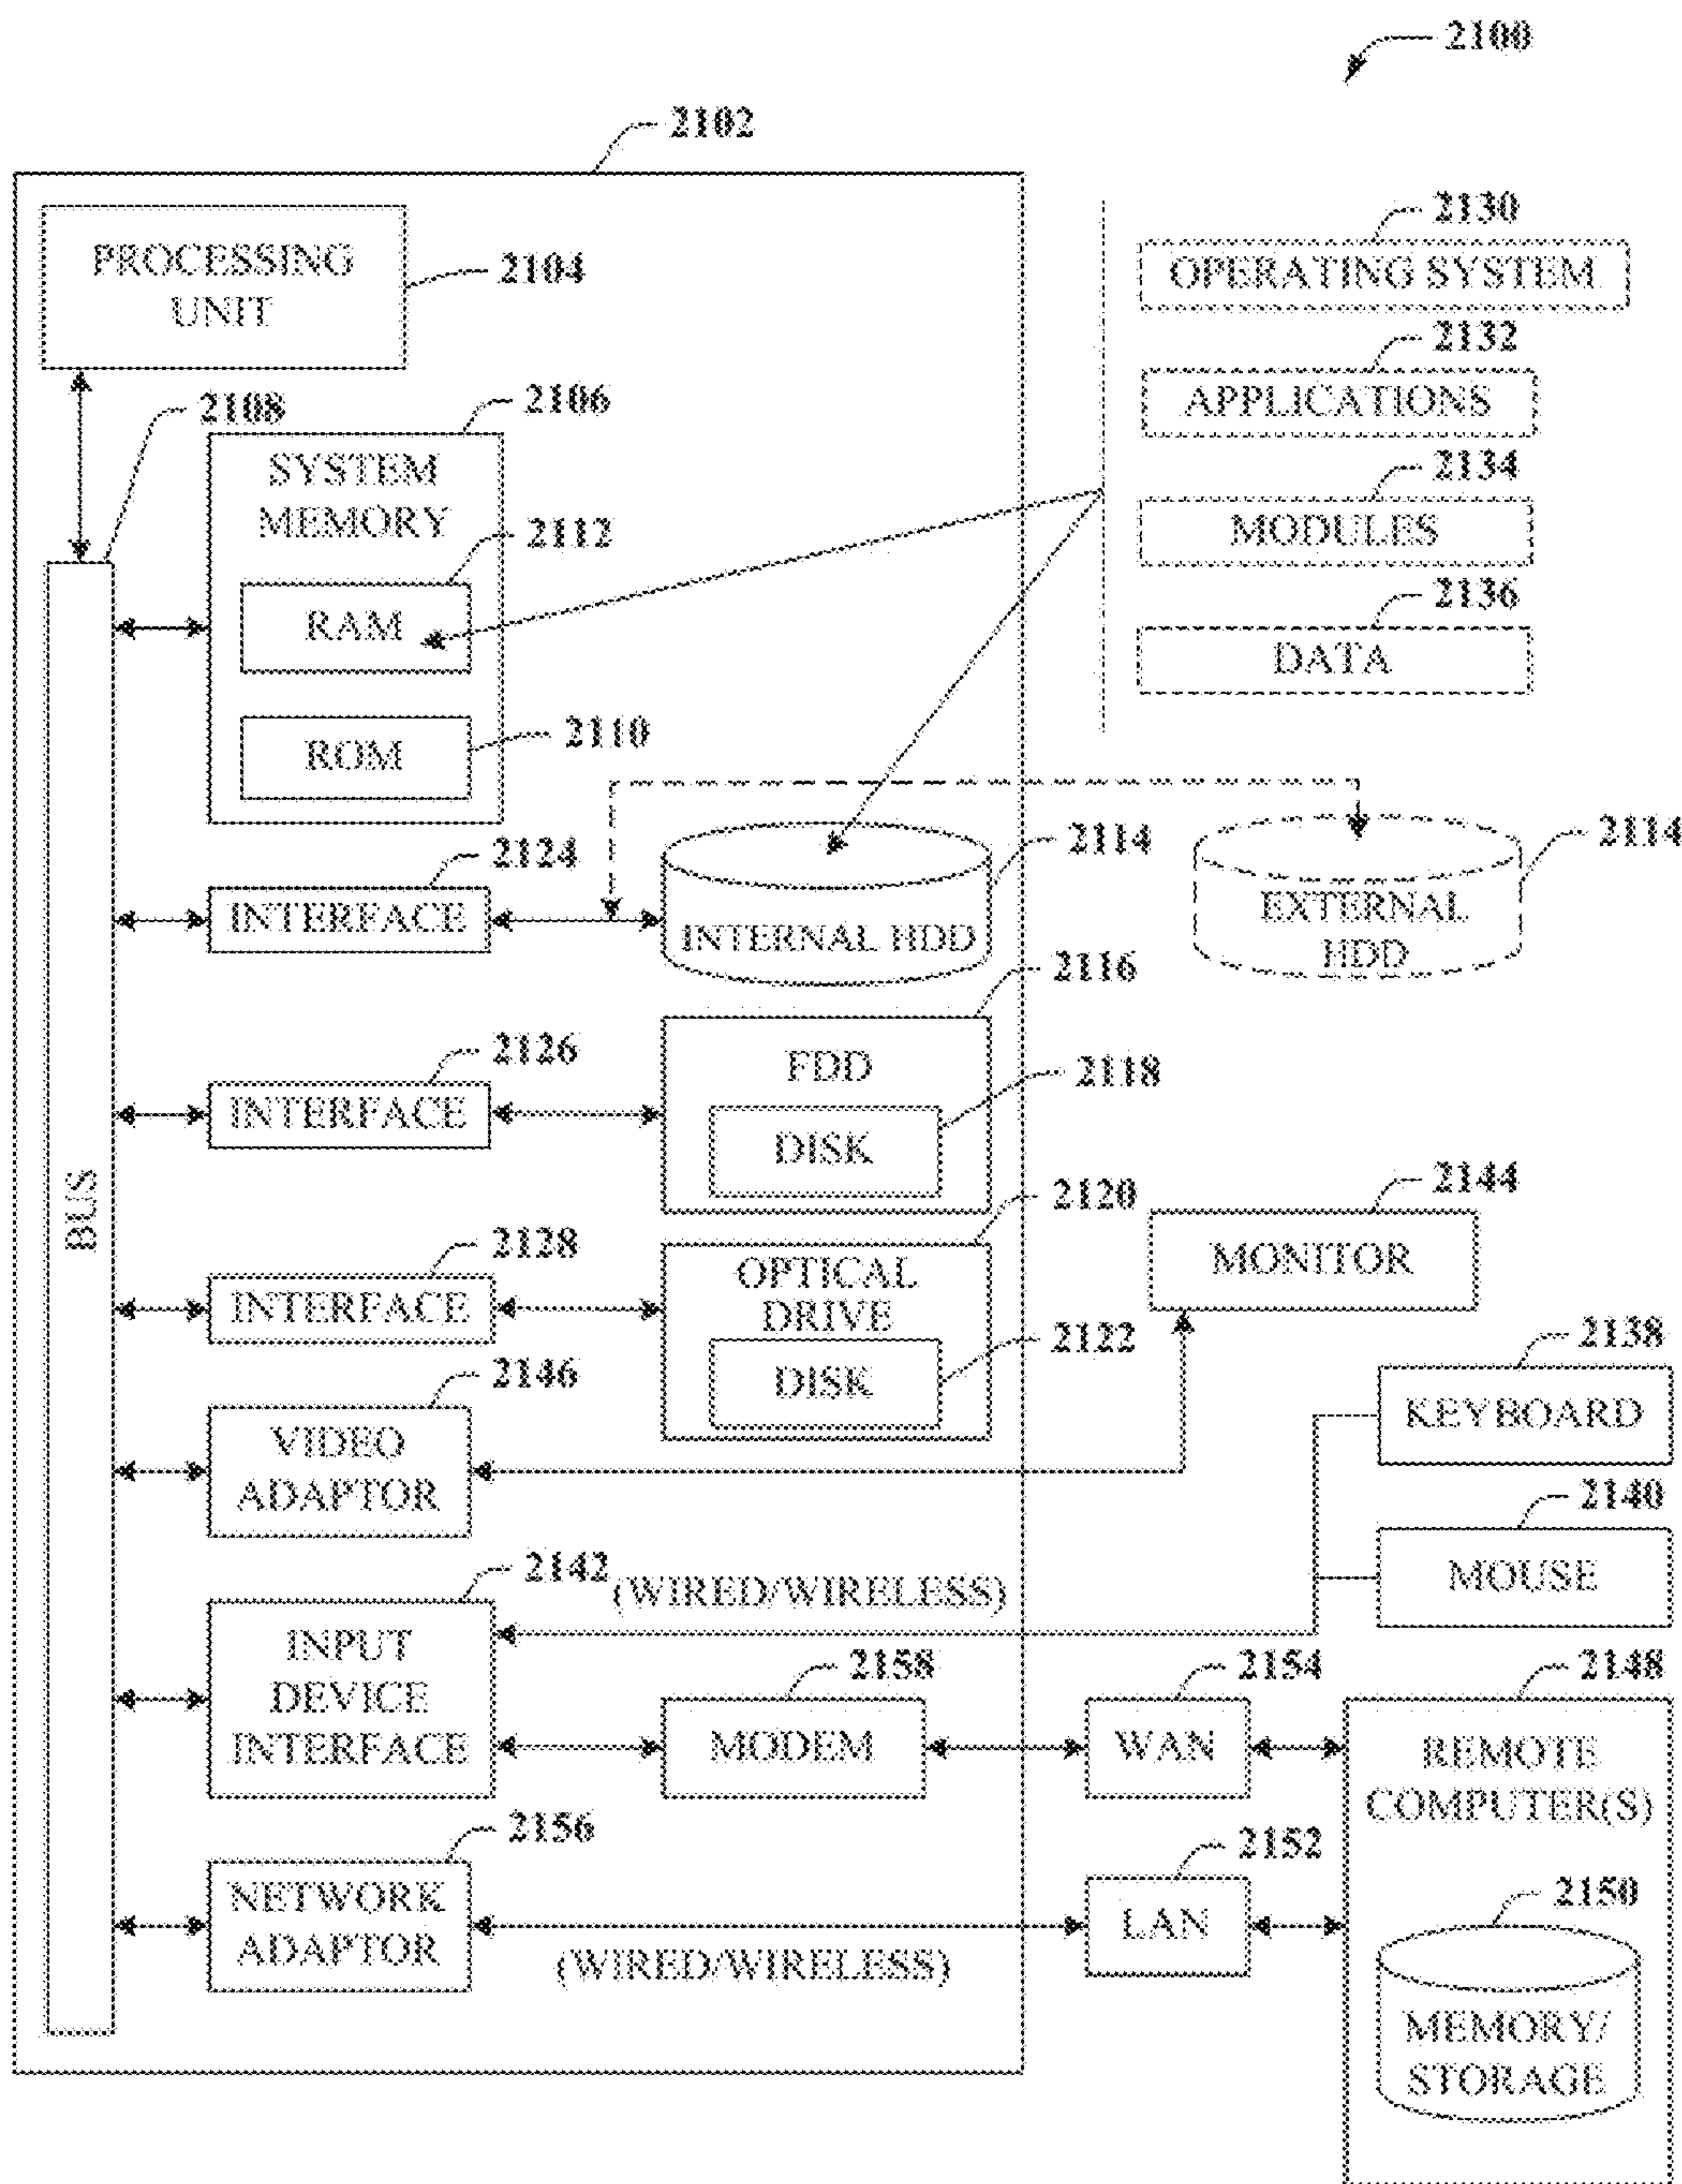 2100
2102
PROCESSING
UNIT
2104
2108
2106
SYSTEM
MEMORY
2112
RAM
ROM
2110
2130
OPERATING SYSTEM
2132
APPLICATIONS
2134
MODULES
2136
DATA
BUS
2124
INTERFACE
INTERNAL HDD
2114
EXTERNAL
HDD
2114
2116
2126
INTERFACE
FDD
2118
DISK
2120
2128
INTERFACE
OPTICAL
DRIVE
2122
DISK
2144
MONITOR
2138
KEYBOARD
2146
VIDEO
ADAPTOR
2140
MOUSE
2142
(WIRED/WIRELESS)
INPUT
DEVICE
INTERFACE
2158
MODEM
2154
WAN
2148
REMOTE
COMPUTER(S)
2156
NETWORK
ADAPTOR
(WIRED/WIRELESS)
2152
LAN
2150
MEMORY/
STORAGE